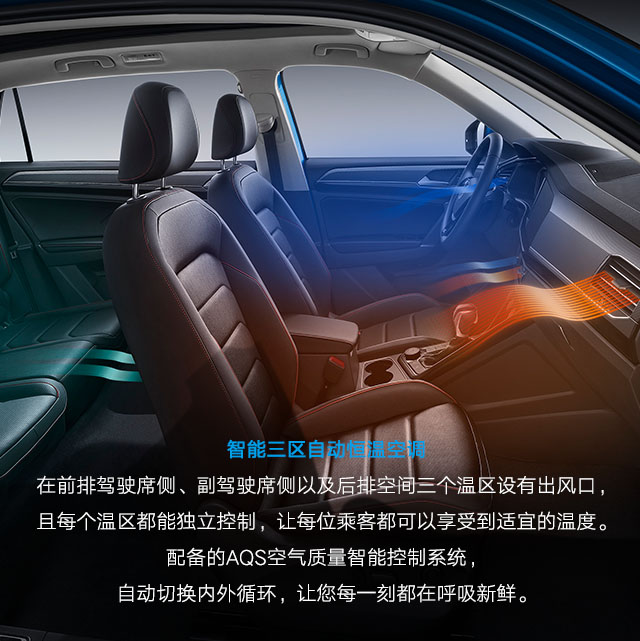 智能三区自动恒温空调
在前排驾驶席侧、副驾驶席侧以及后排空间三个温区设有出风口，
且每个温区都能独立控制，让每位乘客都可以享受到适宜的温度。
配备的AQS空气质量智能控制系统，
自动切换内外循环，让您每一刻都在呼吸新鲜。